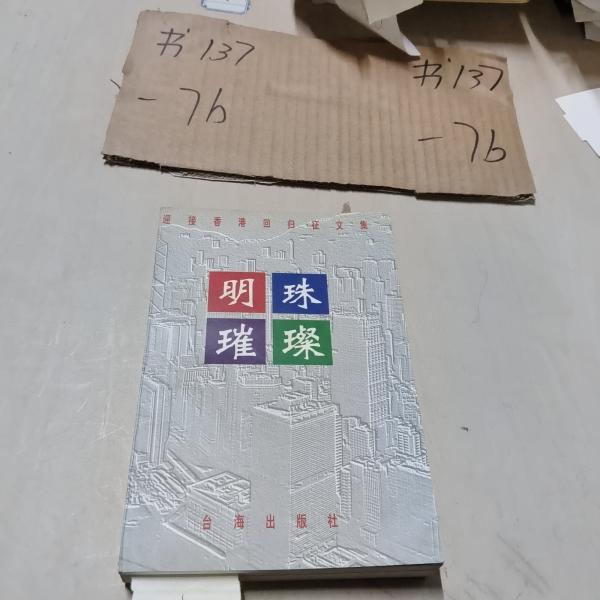 书137
-76
书137
-76
迎接香港回归征文集
明珠
璀璨
台海出版社